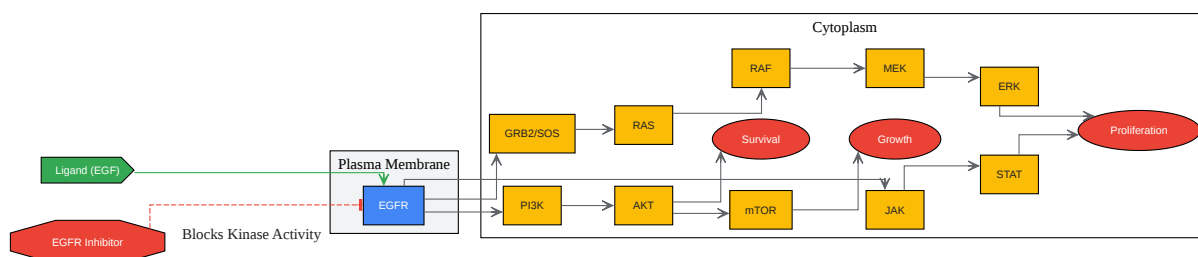 Cytoplasm
RAF
MEK
ERK
GRB2/SOS
RAS
Survival
Growth
Proliferation
Plasma Membrane
Ligand (EGF)
STAT
EGFR
PI3K
AKT
mTOR
JAK
Blocks Kinase Activity
EGFR Inhibitor